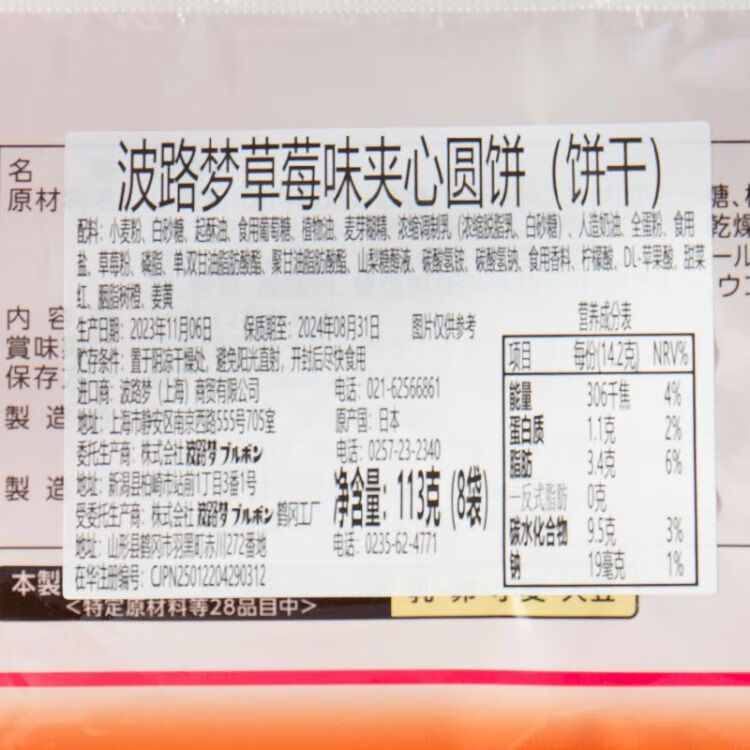 波路梦草莓味夹心圆饼（饼干）
配料：小麦粉、白砂糖、起酥油、食用葡萄糖、植物油、麦芽糊精、浓缩调制乳（浓缩脱脂乳、白砂糖）、人造奶油、全蛋粉、食用
盐、草莓粉、磷脂、单,双甘油脂肪酸酯、聚甘油脂肪酸酯、山梨糖醇液、碳酸氢铵、碳酸氢钠、食用香料、柠檬酸、DL-苹果酸、甜菜
红、胭脂树橙、姜黄
生产日期：2023年11月06日 保质期至：2024年08月31日 图片仅供参考
贮存条件：置于阴凉干燥处，避免阳光直射，开封后尽快食用
进口商：波路梦（上海）商贸有限公司 电话：021-62566861
地址：上海市静安区南京西路555号705室 原产国：日本
委托生产商：株式会社波路梦ブルボン 电话：0257-23-2340
地址：新潟县柏崎市站前1丁目3番1号
净含量：113克（8袋）
受委托生产商：株式会社波路梦ブルボン鹤冈工厂
地址：山形县鹤冈市羽黑町赤川272番地 电话：0235-62-4771
在华注册编号：CJPN25012204290312
营养成分表
项目 每份(14.2克) NRV%
能量 306千焦 4%
蛋白质 1.1克 2%
脂肪 3.4克 6%
一反式脂肪 0克
碳水化合物 9.5克 3%
钠 19毫克 1%
名
原材
内容
賞味
保存
製造
製造
糖、
乾燥
ール
ウコ
本製
<特定原材料等28品目中>